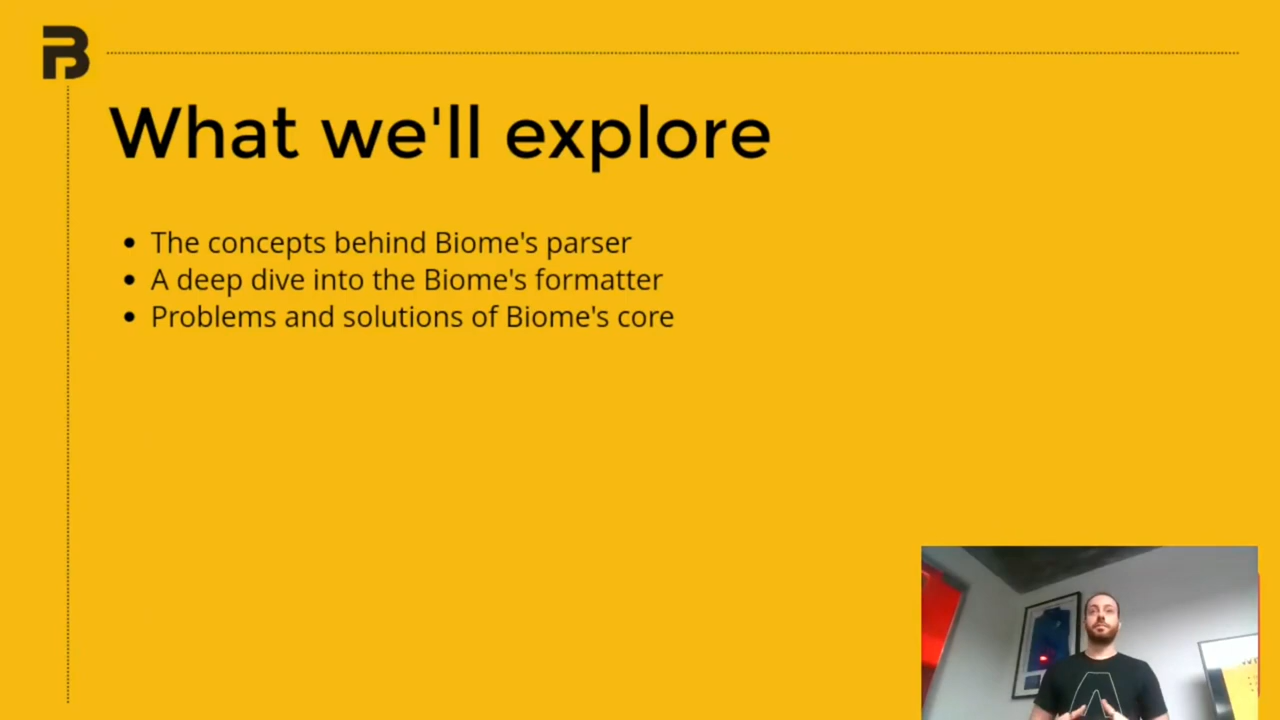 B
What we'll explore
The concepts behind Biome's parser
A deep dive into the Biome's formatter
Problems and solutions of Biome's core